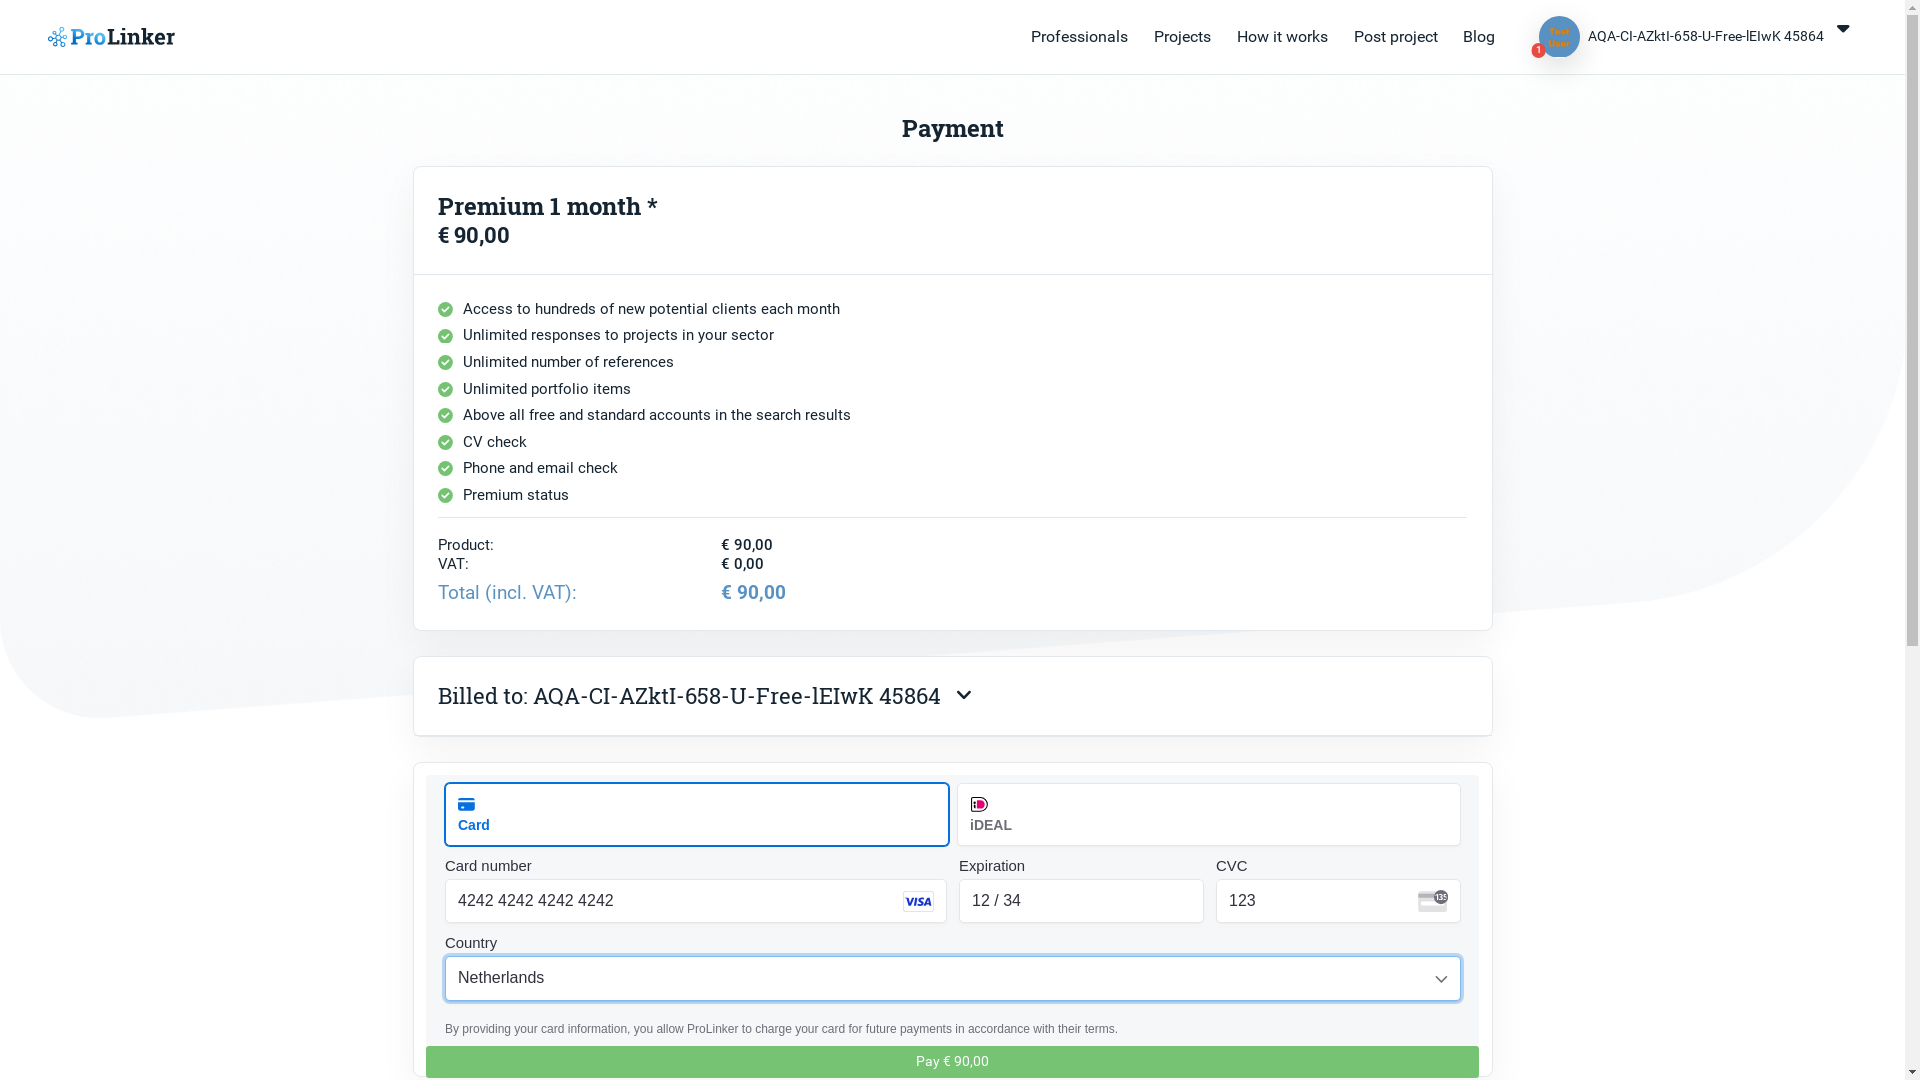 ProLinker
Professionals
Projects
How it works
Post project
Blog
Test User
1
AQA-CI-AZktI-658-U-Free-lEIwK 45864
Payment
Premium 1 month *
€ 90,00
Access to hundreds of new potential clients each month
Unlimited responses to projects in your sector
Unlimited number of references
Unlimited portfolio items
Above all free and standard accounts in the search results
CV check
Phone and email check
Premium status
Product: € 90,00
VAT: € 0,00
Total (incl. VAT): € 90,00
Billed to: AQA-CI-AZktI-658-U-Free-lEIwK 45864
Card
iDEAL
Card number
Expiration
CVC
4242 4242 4242 4242
VISA
12 / 34
123
135
Country
Netherlands
By providing your card information, you allow ProLinker to charge your card for future payments in accordance with their terms.
Pay € 90,00